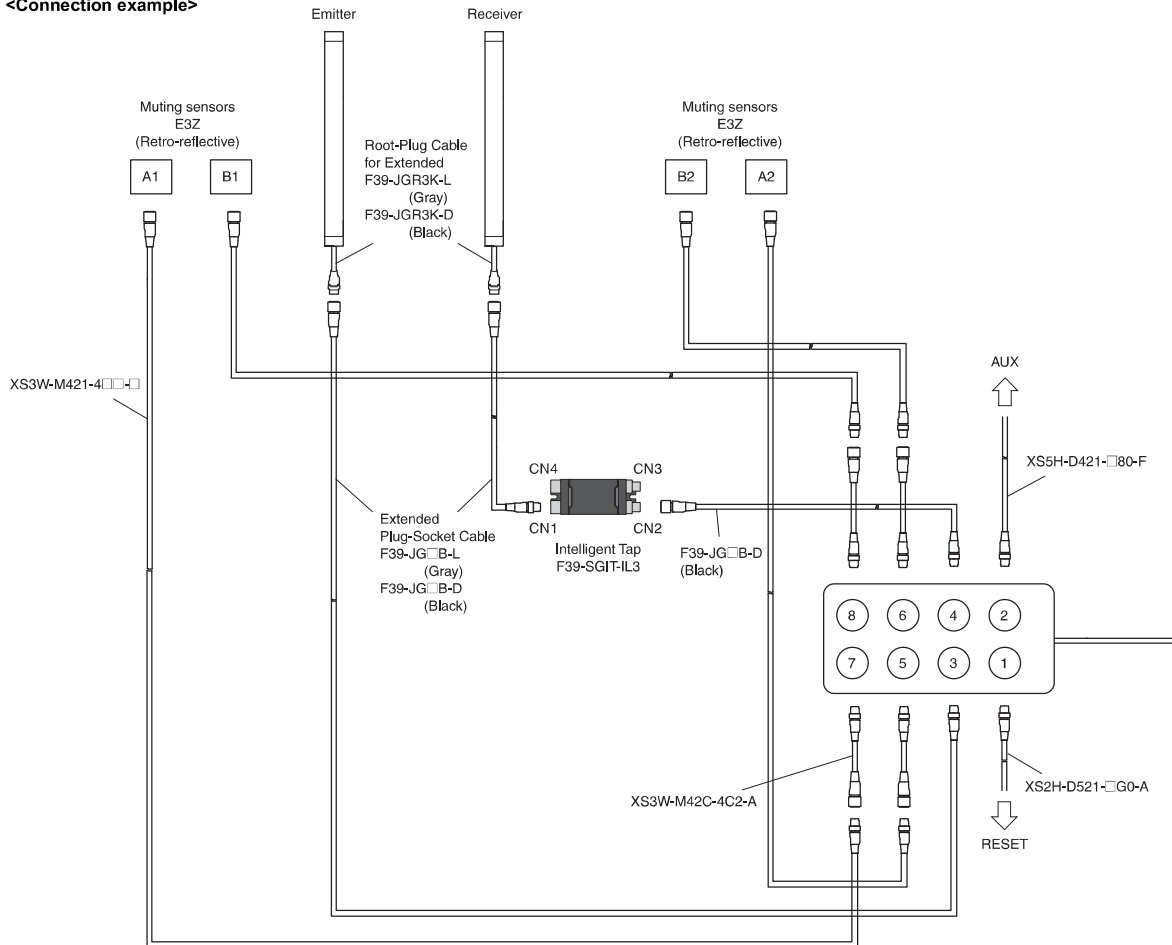 <Connection example>
Emitter
Receiver
Muting sensors
E3Z
(Retro-reflective)
A1
B1
Root-Plug Cable
for Extended
F39-JGR3K-L
(Gray)
F39-JGR3K-D
(Black)
Muting sensors
E3Z
(Retro-reflective)
B2
A2
XS3W-M421-4□□-□
AUX
XS5H-D421-□80-F
CN4
CN3
CN1
CN2
Intelligent Tap
F39-SGIT-IL3
Extended
Plug-Socket Cable
F39-JG□B-L
(Gray)
F39-JG□B-D
(Black)
F39-JG□B-D
(Black)
8
6
4
2
7
5
3
1
XS3W-M42C-4C2-A
XS2H-D521-□G0-A
RESET